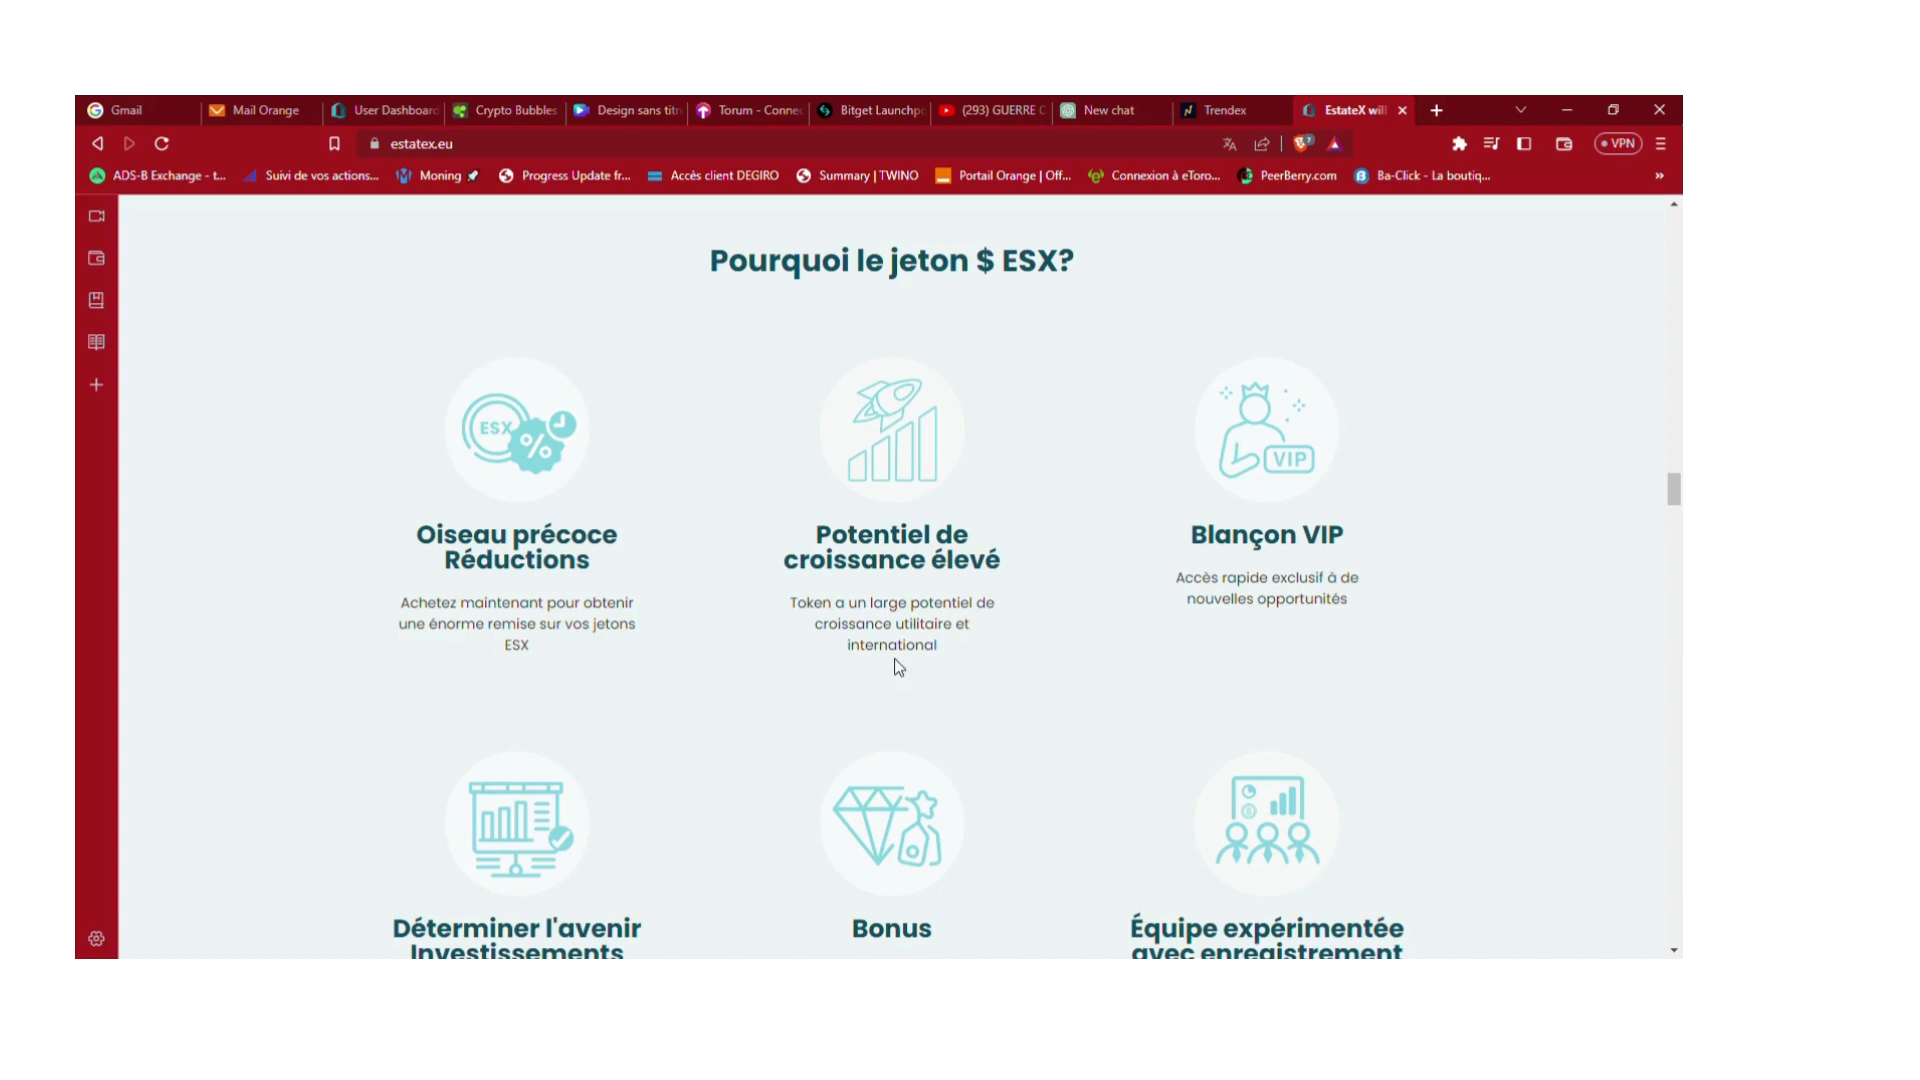 Gmail
Mail Orange
User Dashboard
Crypto Bubbles
Design sans titr
Torum - Connec
Bitget Launchpo
(293) GUERRE C
New chat
Trendex
EstateX will
estatex.eu
VPN
ADS-B Exchange - t...
Suivi de vos actions...
Moning
Progress Update fr...
Accès client DEGIRO
Summary | TWINO
Portail Orange | Off...
Connexion à eToro...
PeerBerry.com
Ba-Click - La boutiq...
»
Pourquoi le jeton $ ESX?
ESX
%
VIP
Oiseau précoce
Réductions
Achetez maintenant pour obtenir
une énorme remise sur vos jetons
ESX
Potentiel de
croissance élevé
Token a un large potentiel de
croissance utilitaire et
international
Blançon VIP
Accès rapide exclusif à de
nouvelles opportunités
Déterminer l'avenir
Investissements
Bonus
Équipe expérimentée
avec enregistrement